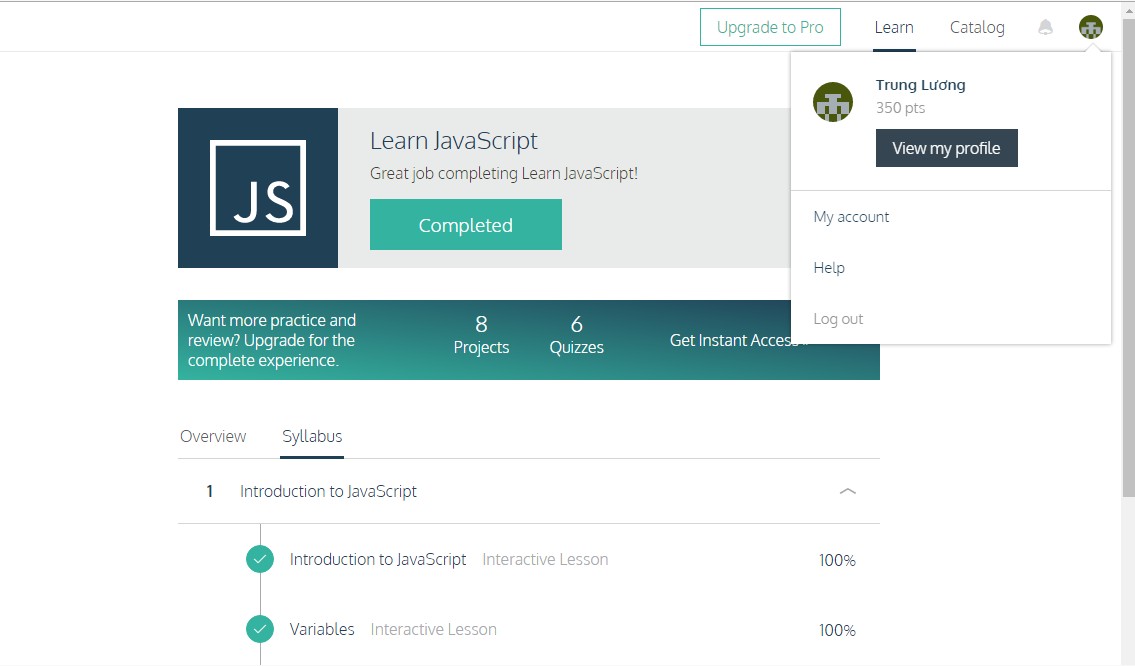 Upgrade to Pro
Learn
Catalog
Trung Lương
350 pts
View my profile
My account
Help
Log out
JS
Learn JavaScript
Great job completing Learn JavaScript!
Completed
Want more practice and
review? Upgrade for the
complete experience.
8
Projects
6
Quizzes
Get Instant Access
Overview
Syllabus
1 Introduction to JavaScript
Introduction to JavaScript Interactive Lesson 100%
Variables Interactive Lesson 100%